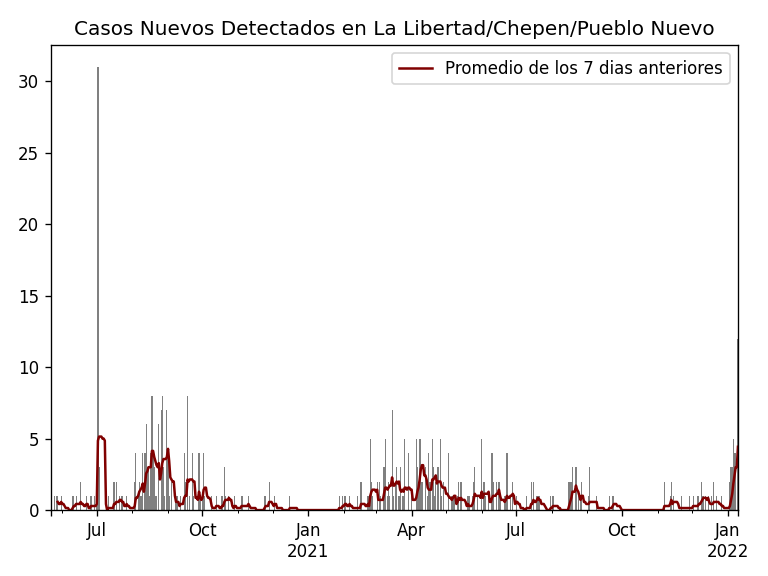 Casos Nuevos Detectados en La Libertad/Chepen/Pueblo Nuevo
Promedio de los 7 dias anteriores
30
25
20
15
10
5
0
Jul Oct Jan Apr Jul Oct Jan
2021 2022